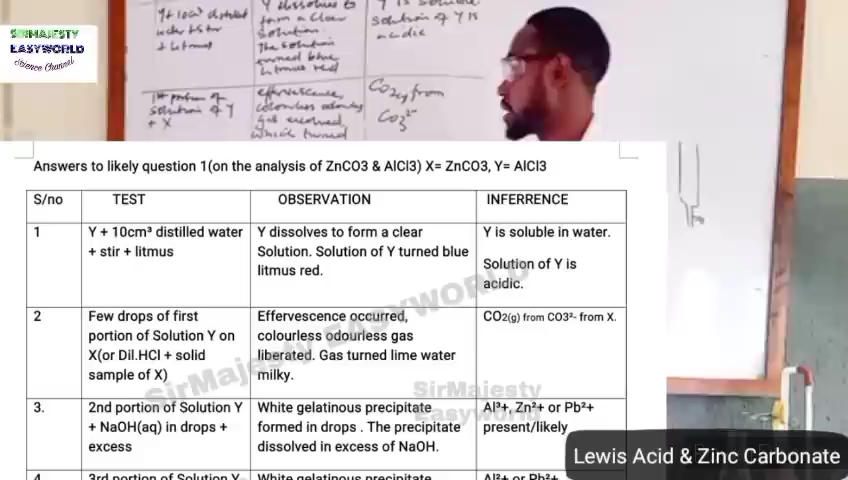 SIRMAJESTY
EASYWORLD
Science Channel
Y + 10cm³ distilled
+ litmus
Y dissolves to
form a clear
solution.
The solution
turned blue
litmus red
Y is soluble
solution of Y is
acidic
1st portion of
solution of Y
+ X
effervescence,
colourless odourless
gas evolved,
which turned
CO2(g) from
CO3²-
Answers to likely question 1(on the analysis of ZnCO3 & AlCl3) X= ZnCO3, Y= AlCl3
S/no TEST OBSERVATION INFERRENCE
1 Y + 10cm³ distilled water Y dissolves to form a clear Y is soluble in water.
+ stir + litmus Solution. Solution of Y turned blue Solution of Y is
litmus red. acidic.
2 Few drops of first Effervescence occurred, CO2(g) from CO3²- from X.
portion of Solution Y on colourless odourless gas
X(or Dil.HCl + solid liberated. Gas turned lime water
sample of X) milky.
3. 2nd portion of Solution Y White gelatinous precipitate Al³+, Zn²+ or Pb²+
+ NaOH(aq) in drops + formed in drops . The precipitate present/likely
excess dissolved in excess of NaOH.
4 3rd portion of Solution Y White gelatinous precipitate Al²+ or Pb²+
SirMajesty EASYWORLD
SirMajesty
Easyworld
Lewis Acid & Zinc Carbonate